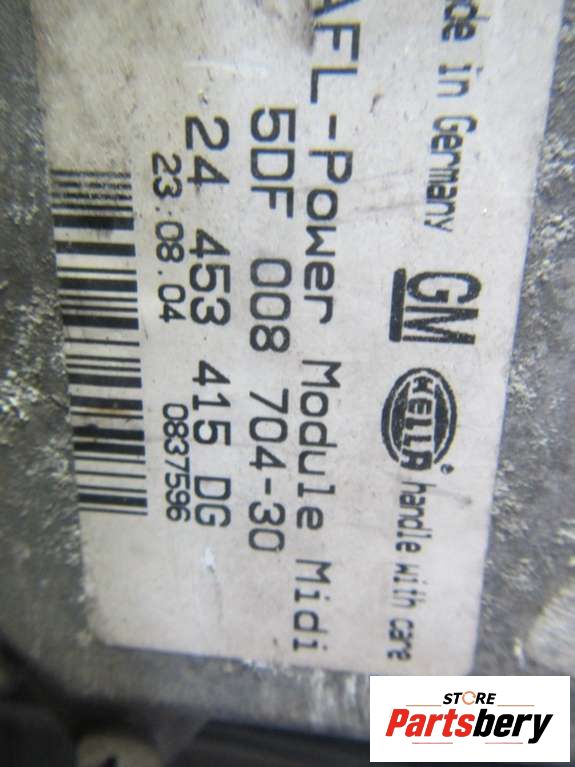 Made in Germany
GM HELLA ® handle with care
AFL-Power Module Midi
5DF 008 704-30
24 453 415 DG
23.08.04 0837596
STORE
Partsbery